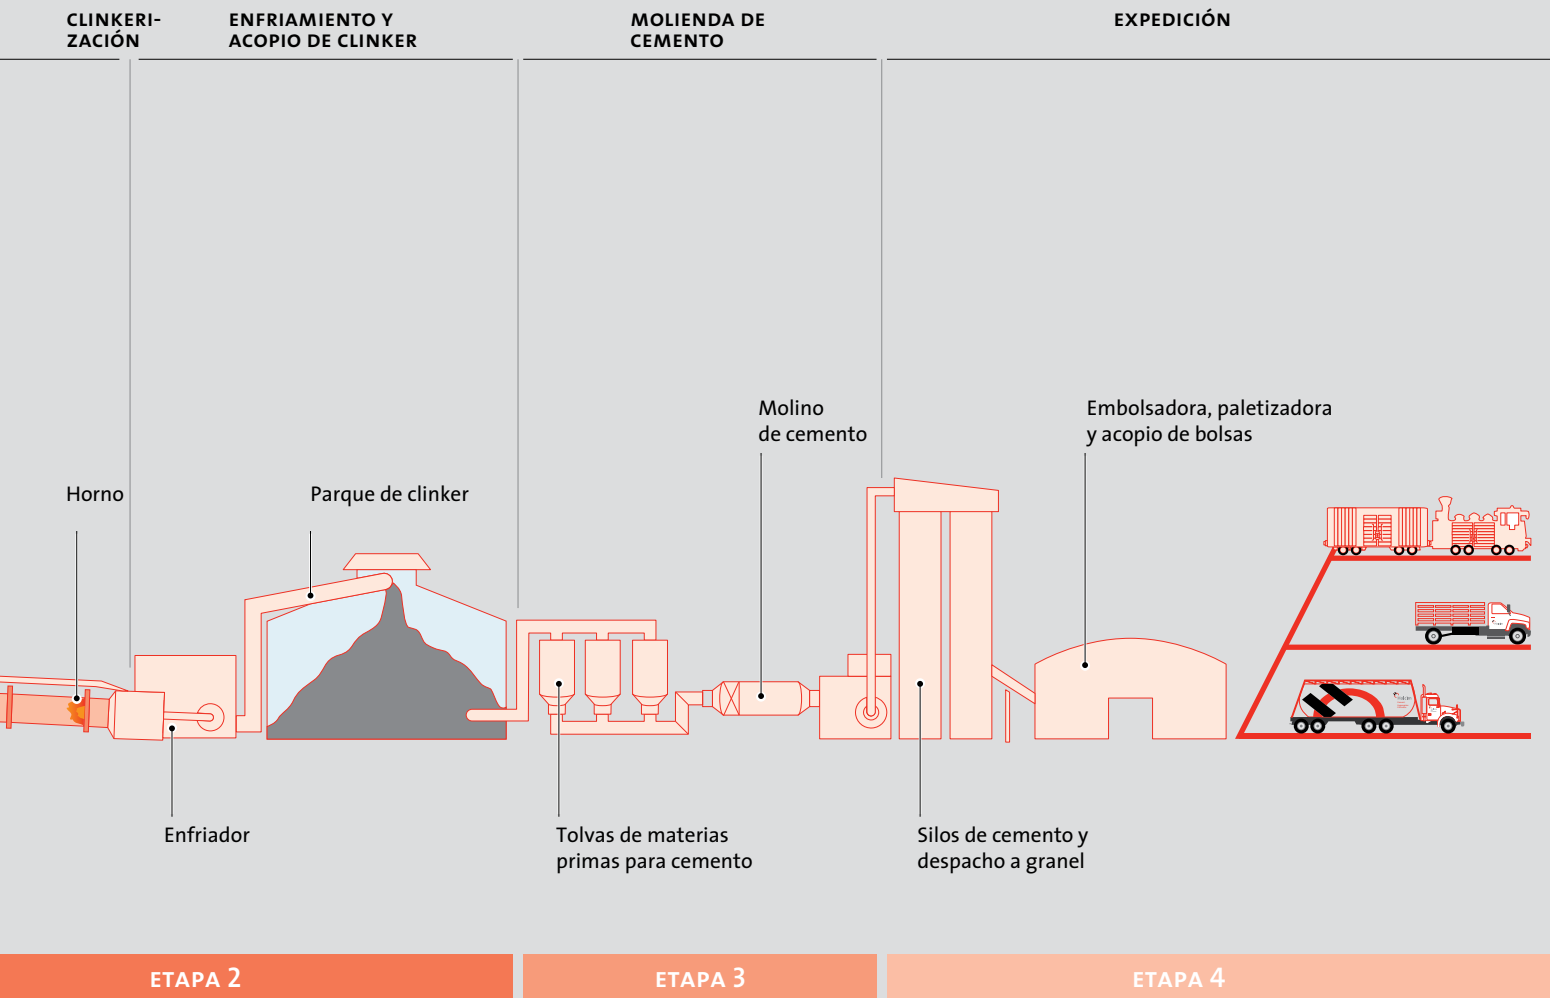 CLINKERI-
ZACIÓN
ENFRIAMIENTO Y
ACOPIO DE CLINKER
MOLIENDA DE
CEMENTO
EXPEDICIÓN
Molino
de cemento
Embolsadora, paletizadora
y acopio de bolsas
Horno
Parque de clinker
Enfriador
Tolvas de materias
primas para cemento
Silos de cemento y
despacho a granel
ETAPA 2
ETAPA 3
ETAPA 4